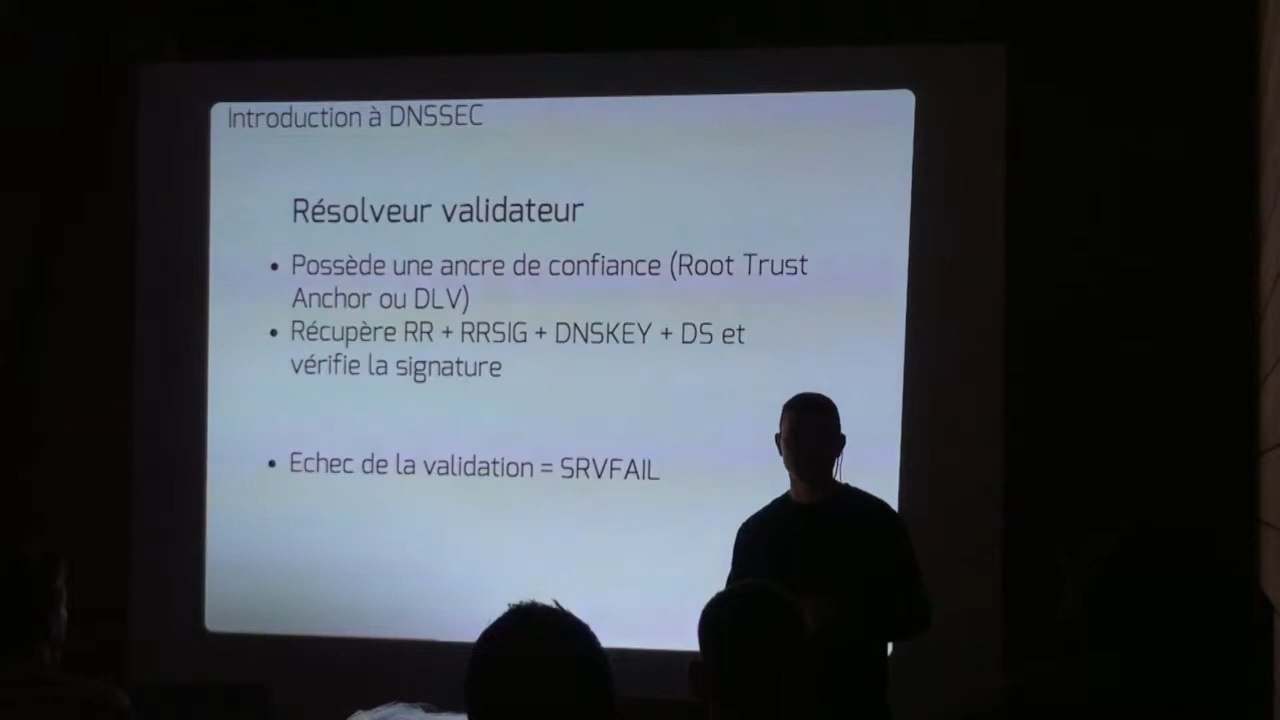 Introduction à DNSSEC
Résolveur validateur
• Possède une ancre de confiance (Root Trust
Anchor ou DLV)
• Récupère RR + RRSIG + DNSKEY + DS et
vérifie la signature
• Echec de la validation = SRVFAIL